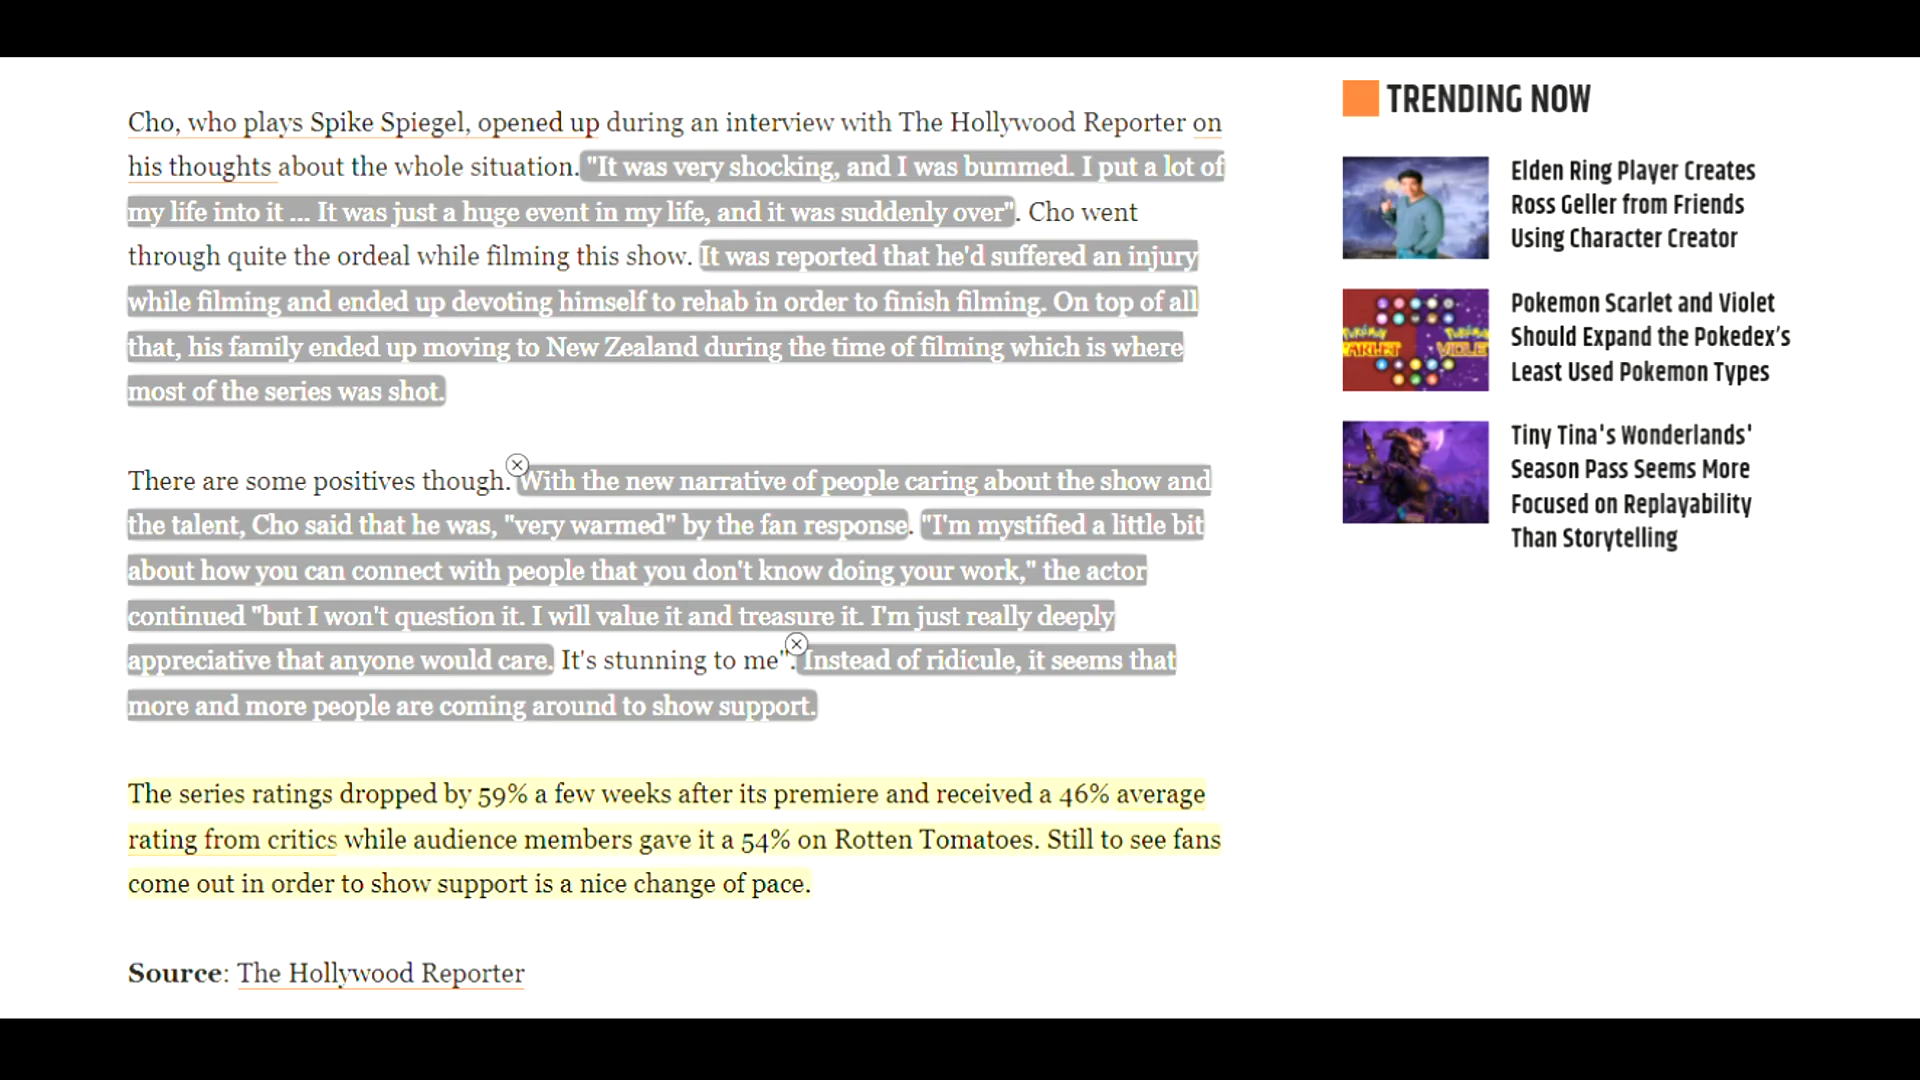 Cho, who plays Spike Spiegel, opened up during an interview with The Hollywood Reporter on
his thoughts about the whole situation. "It was very shocking, and I was bummed. I put a lot of
my life into it ... It was just a huge event in my life, and it was suddenly over". Cho went
through quite the ordeal while filming this show. It was reported that he'd suffered an injury
while filming and ended up devoting himself to rehab in order to finish filming. On top of all
that, his family ended up moving to New Zealand during the time of filming which is where
most of the series was shot.
There are some positives though. With the new narrative of people caring about the show and
the talent, Cho said that he was, "very warmed" by the fan response. "I'm mystified a little bit
about how you can connect with people that you don't know doing your work," the actor
continued "but I won't question it. I will value it and treasure it. I'm just really deeply
appreciative that anyone would care. It's stunning to me". Instead of ridicule, it seems that
more and more people are coming around to show support.
The series ratings dropped by 59% a few weeks after its premiere and received a 46% average
rating from critics while audience members gave it a 54% on Rotten Tomatoes. Still to see fans
come out in order to show support is a nice change of pace.
Source: The Hollywood Reporter
TRENDING NOW
Elden Ring Player Creates
Ross Geller from Friends
Using Character Creator
Pokemon Scarlet and Violet
Should Expand the Pokedex’s
Least Used Pokemon Types
Tiny Tina's Wonderlands'
Season Pass Seems More
Focused on Replayability
Than Storytelling